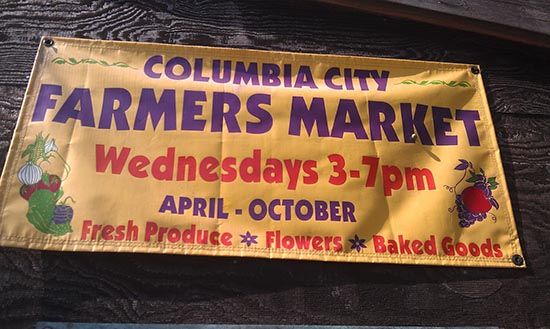 COLUMBIA CITY
FARMERS MARKET
Wednesdays 3-7pm
APRIL - OCTOBER
Fresh Produce * Flowers * Baked Goods